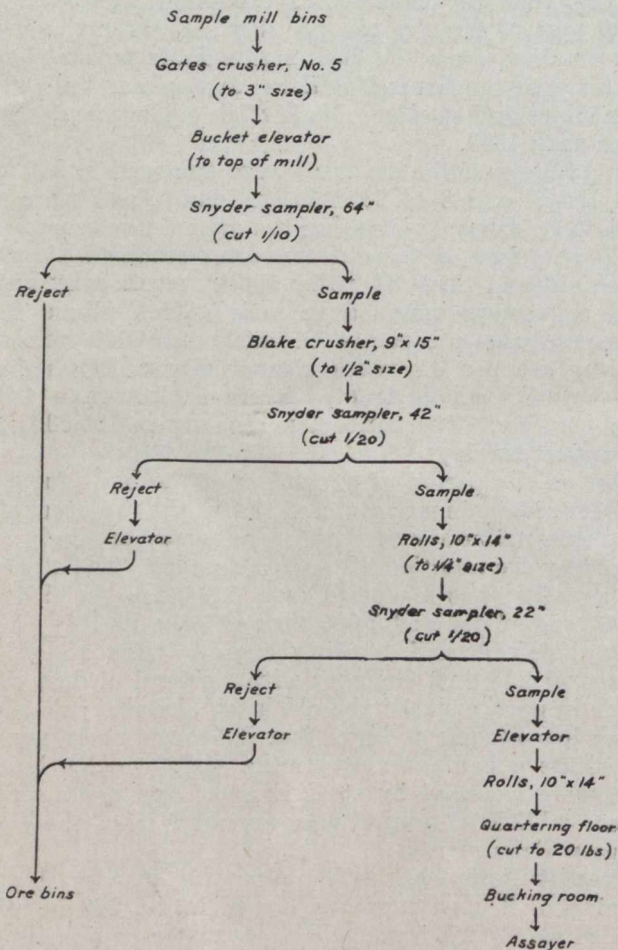 Sample mill bins
Gates crusher, No. 5
(to 3" size)
Bucket elevator
(to top of mill)
Snyder sampler, 64"
(cut 1/10)
Reject
Sample
Blake crusher, 9"x 15"
(to 1/2" size)
Snyder sampler, 42"
(cut 1/20)
Reject
Sample
Elevator
Rolls, 10"x 14"
(to 1/4" size)
Snyder sampler, 22"
(cut 1/20)
Reject
Sample
Elevator
Elevator
Rolls, 10"x 14"
Quartering floor
(cut to 20 lbs)
Ore bins
Bucking room
Assayer